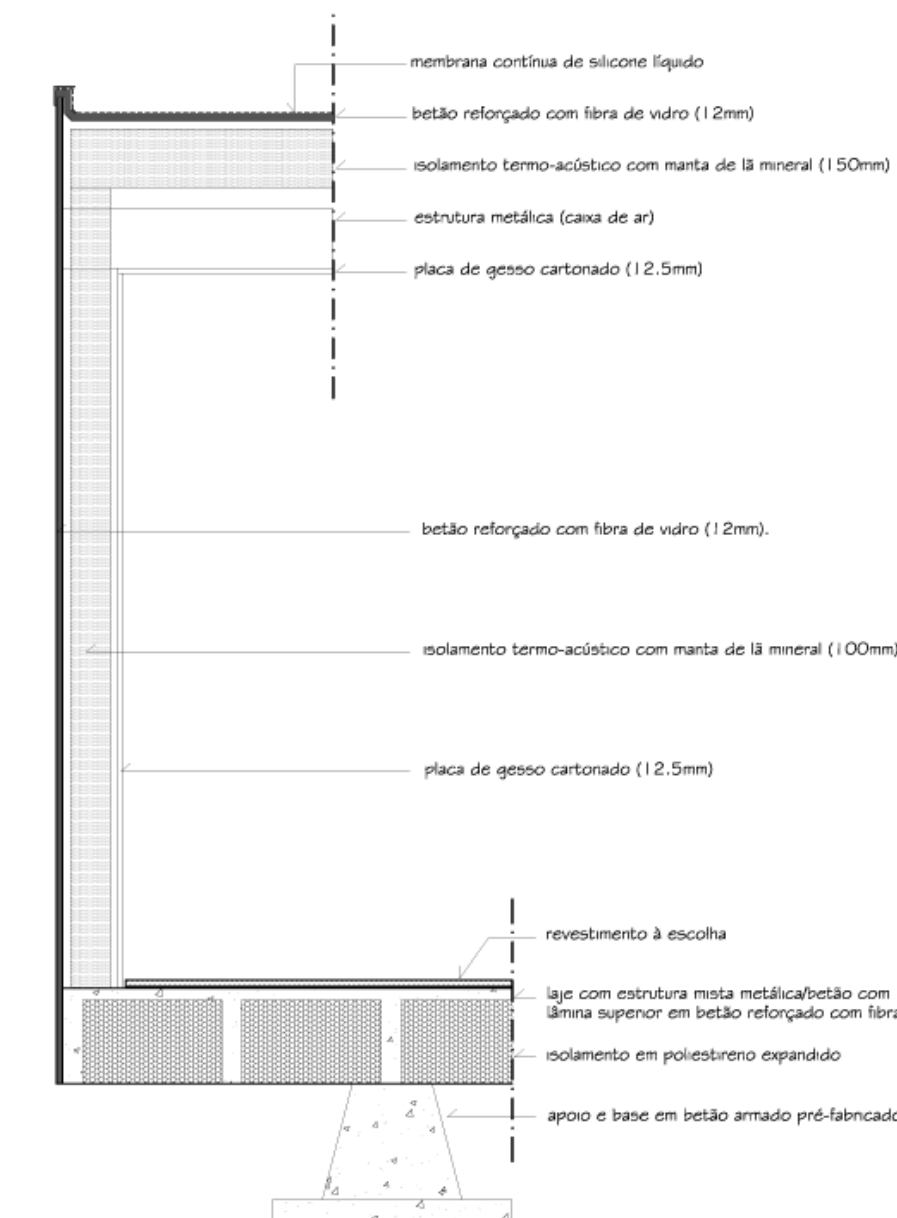 membrana contínua de silicone líquido
betão reforçado com fibra de vidro (12mm)
isolamento termo-acústico com manta de lã mineral (150mm)
estrutura metálica (caixa de ar)
placa de gesso cartonado (12.5mm)
betão reforçado com fibra de vidro (12mm).
isolamento termo-acústico com manta de lã mineral (100mm)
placa de gesso cartonado (12.5mm)
revestimento à escolha
laje com estrutura mista metálica/betão com
lâmina superior em betão reforçado com fibra
isolamento em poliestireno expandido
apoio e base em betão armado pré-fabricado